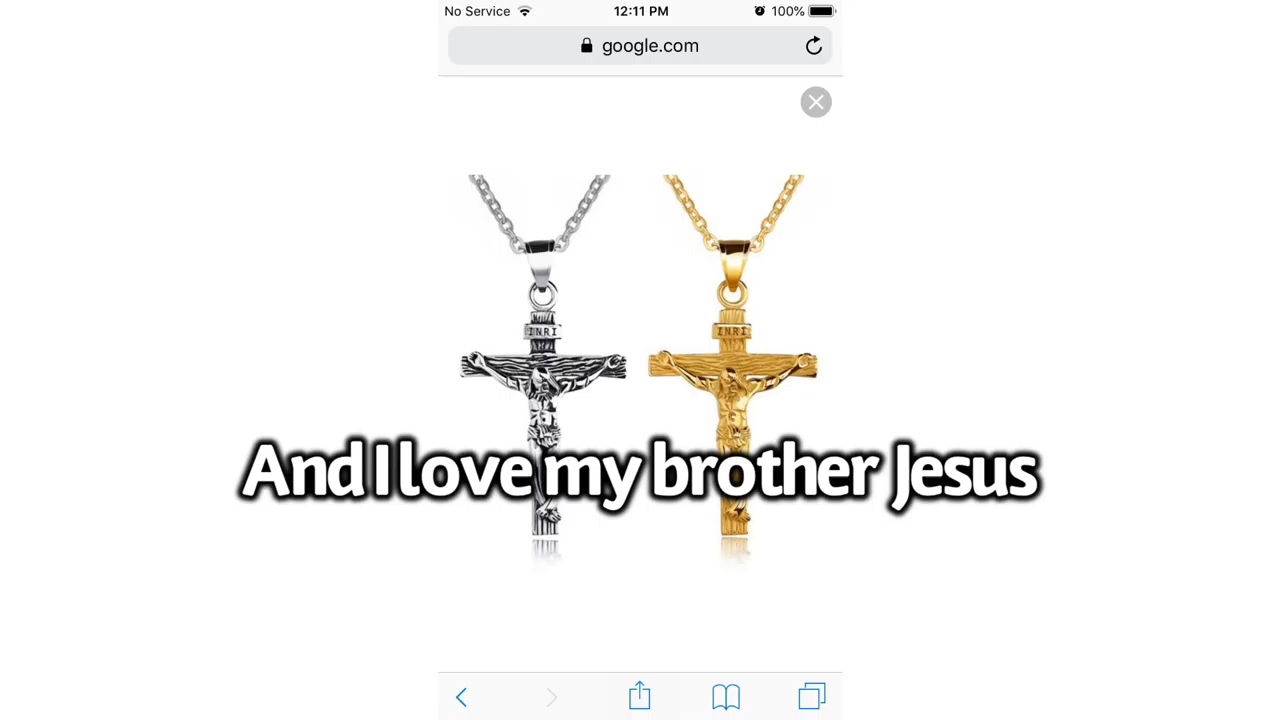 No Service
12:11 PM
100%
google.com
INRI
INRI
And I love my brother Jesus